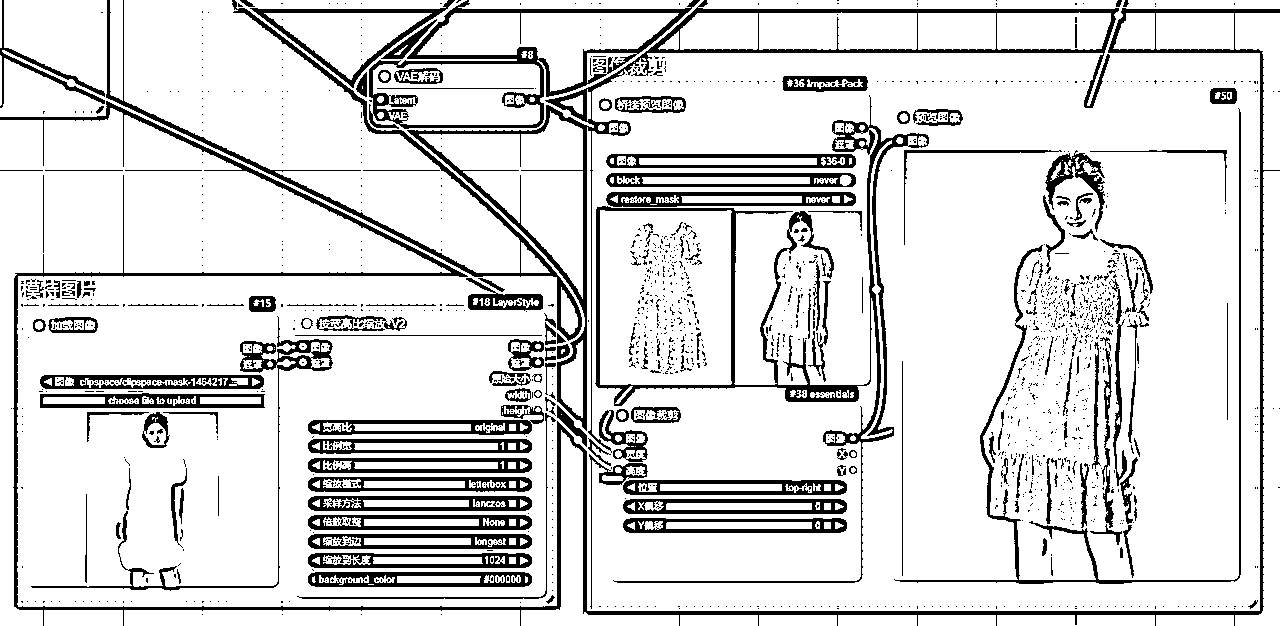 #8
VAE解码
Latent
图像
VAE
图像裁剪
#36 Impact-Pack
桥接预览图像
图像
图像
遮罩
图像 $36-0
block never
restore_mask never
#50
预览图像
图像
#38 essentials
图像裁剪
图像
图像
宽度
X
高度
Y
位置 top-right
X偏移 0
Y偏移 0
模特图片
#15
加载图像
图像
遮罩
图像 clipspace/clipspace-mask-1464217...
choose file to upload
#18 LayerStyle
按宽高比缩放 V2
图像
图像
遮罩
遮罩
原始大小
width
height
宽高比 original
比例宽 1
比例高 1
缩放模式 letterbox
采样方法 lanczos
倍数取整 None
缩放到边 longest
缩放到长度 1024
background_color #000000